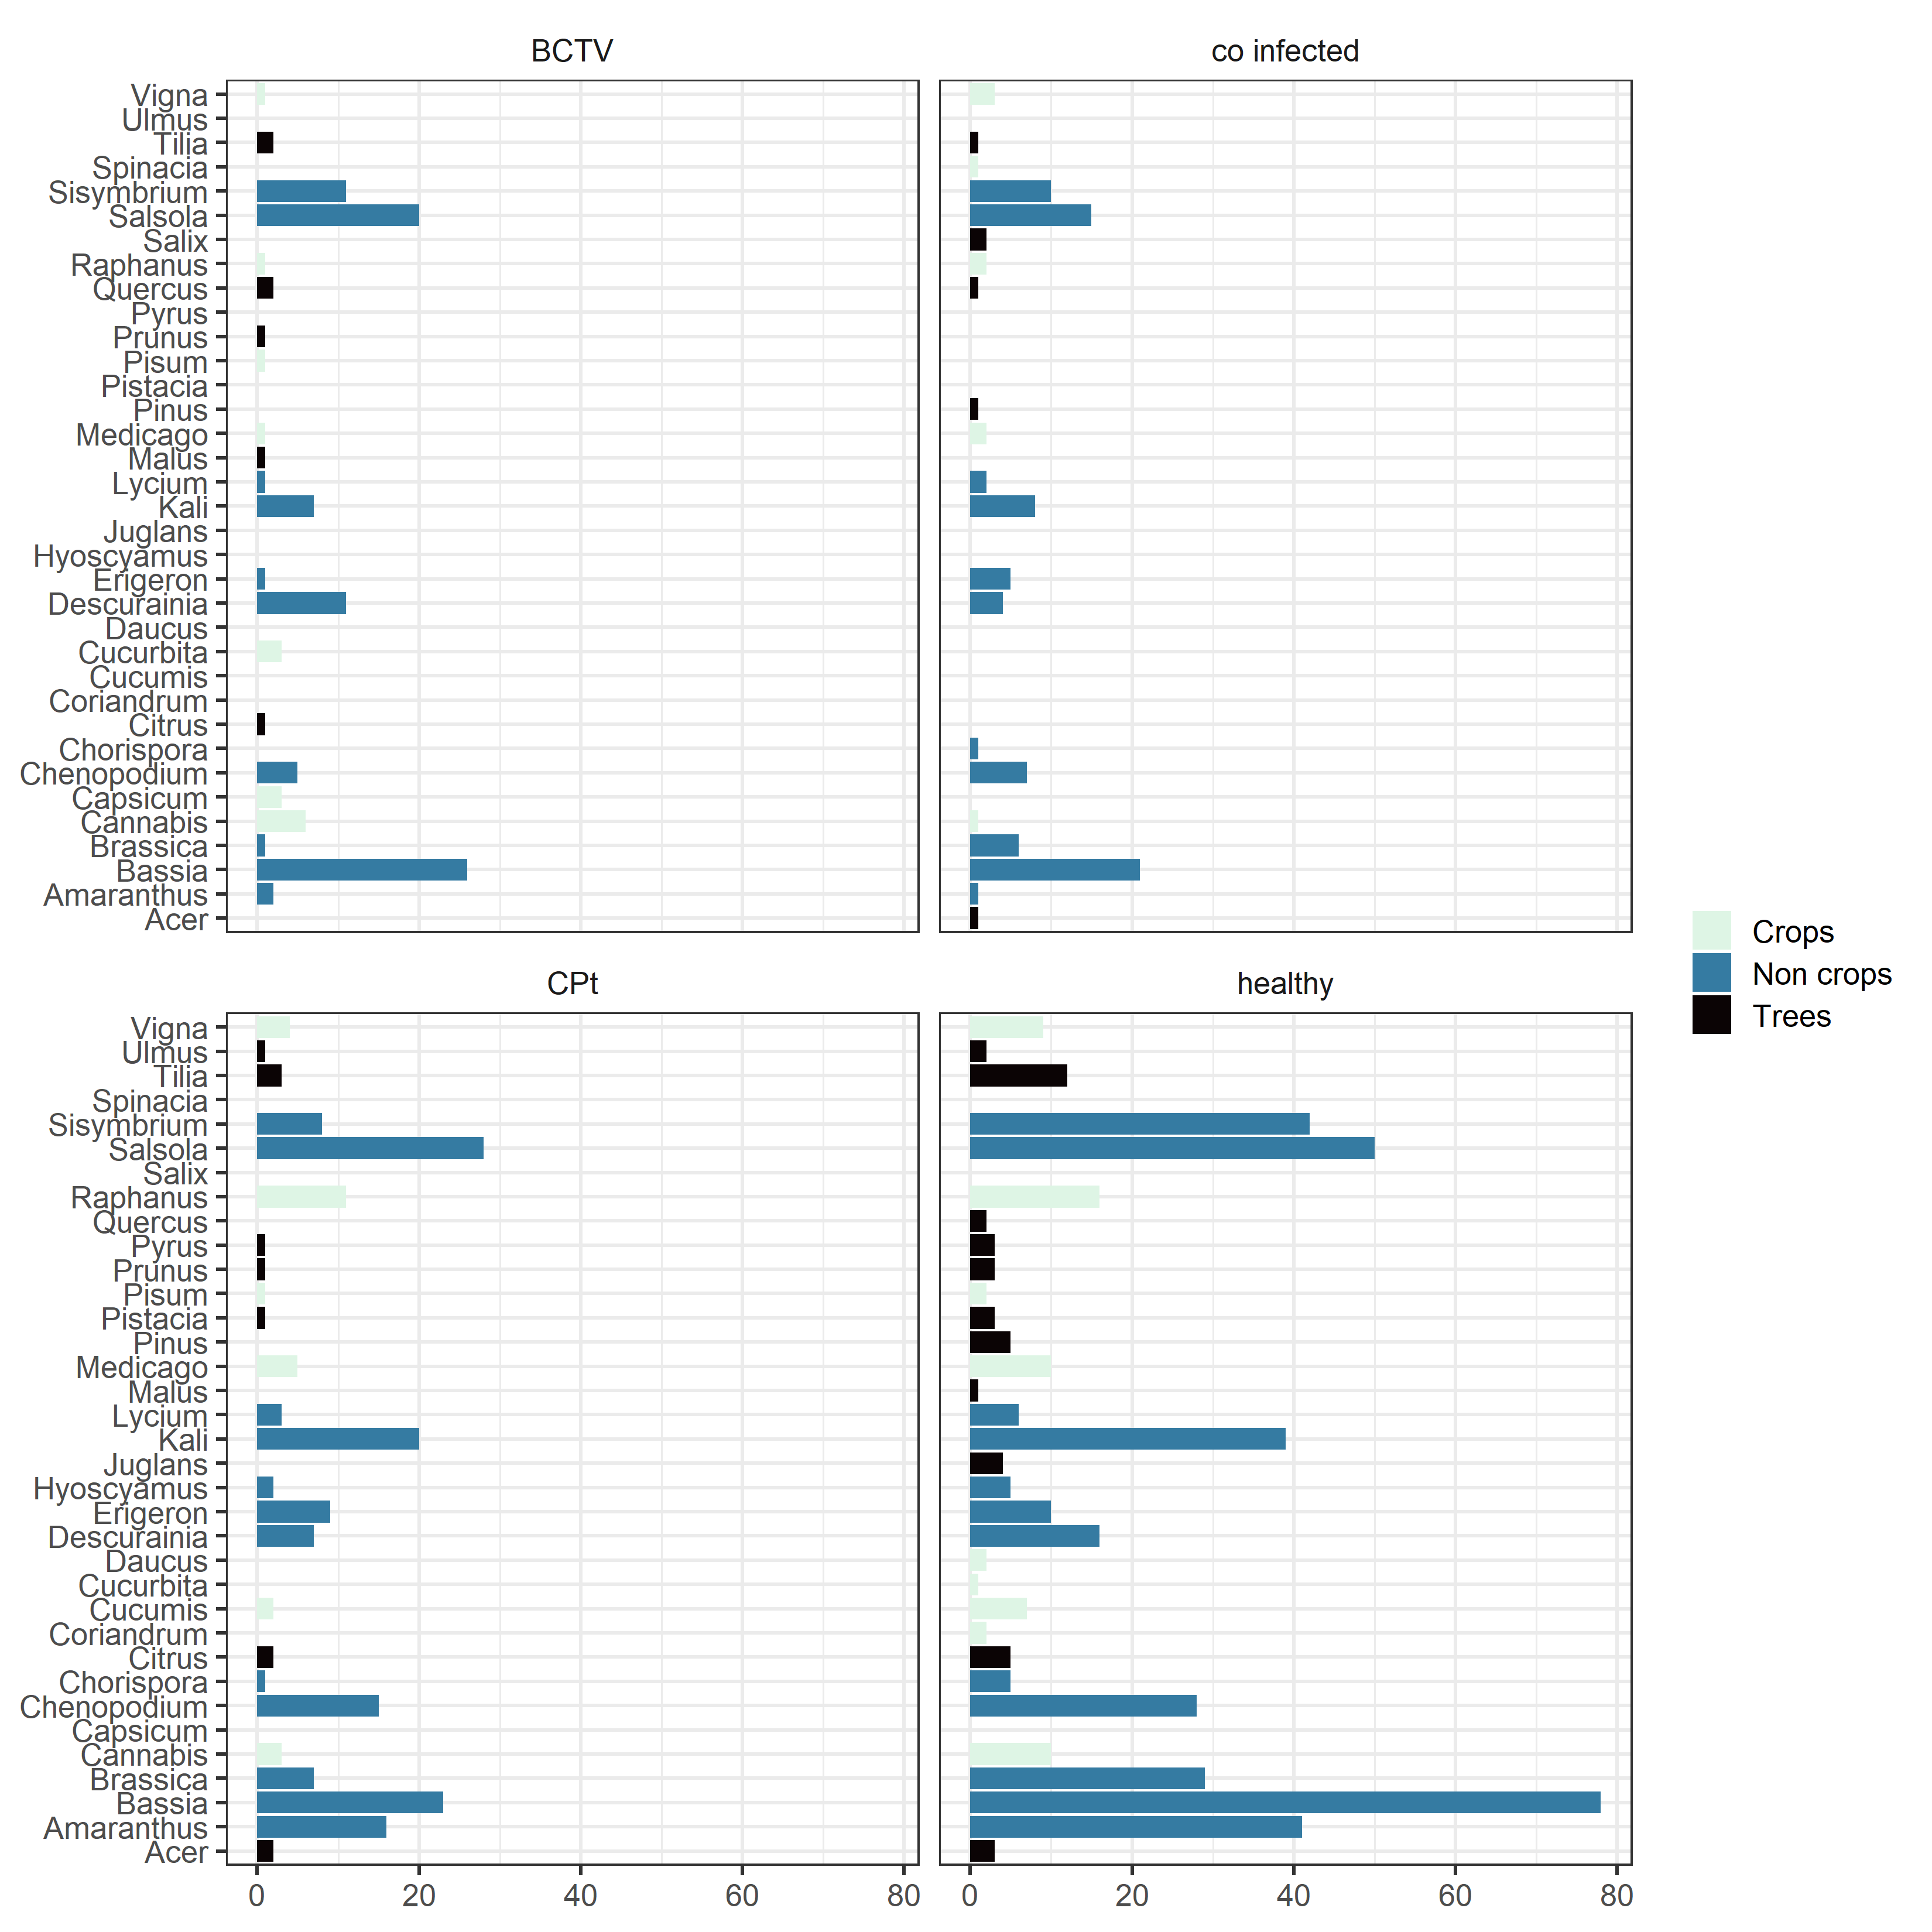 BCTV
co infected
Vigna
Ulmus
Tilia
Spinacia
Sisymbrium
Salsola
Salix
Raphanus
Quercus
Pyrus
Prunus
Pisum
Pistacia
Pinus
Medicago
Malus
Lycium
Kali
Juglans
Hyoscyamus
Erigeron
Descurainia
Daucus
Cucurbita
Cucumis
Coriandrum
Citrus
Chorispora
Chenopodium
Capsicum
Cannabis
Brassica
Bassia
Amaranthus
Acer
CPt
healthy
Vigna
Ulmus
Tilia
Spinacia
Sisymbrium
Salsola
Salix
Raphanus
Quercus
Pyrus
Prunus
Pisum
Pistacia
Pinus
Medicago
Malus
Lycium
Kali
Juglans
Hyoscyamus
Erigeron
Descurainia
Daucus
Cucurbita
Cucumis
Coriandrum
Citrus
Chorispora
Chenopodium
Capsicum
Cannabis
Brassica
Bassia
Amaranthus
Acer
0 20 40 60 80
0 20 40 60 80
Crops
Non crops
Trees